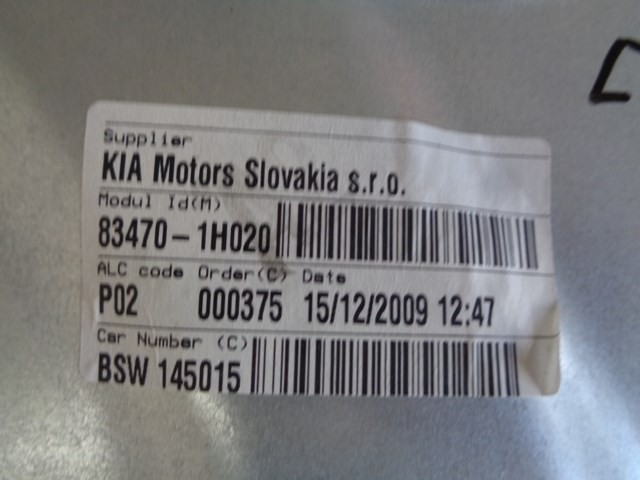 Supplier
KIA Motors Slovakia s.r.o.
Modul Id(M)
83470-1H020
ALC code Order(C) Date
P02 000375 15/12/2009 12:47
Car Number (C)
BSW 145015